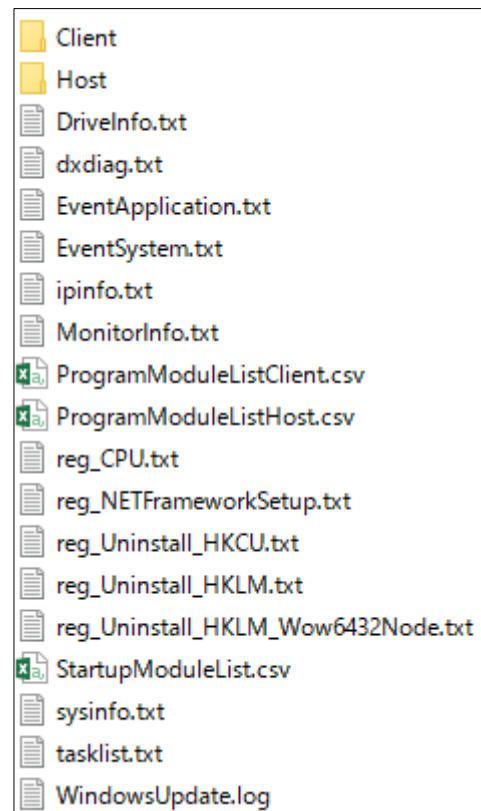 Client
Host
DriveInfo.txt
dxdiag.txt
EventApplication.txt
EventSystem.txt
ipinfo.txt
MonitorInfo.txt
ProgramModuleListClient.csv
ProgramModuleListHost.csv
reg_CPU.txt
reg_NETFrameworkSetup.txt
reg_Uninstall_HKCU.txt
reg_Uninstall_HKLM.txt
reg_Uninstall_HKLM_Wow6432Node.txt
StartupModuleList.csv
sysinfo.txt
tasklist.txt
WindowsUpdate.log